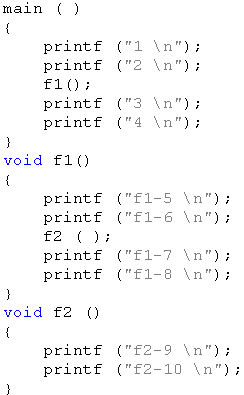 main ( )
{
printf ("1 \n");
printf ("2 \n");
f1();
printf ("3 \n");
printf ("4 \n");
}
void f1()
{
printf ("f1-5 \n");
printf ("f1-6 \n");
f2 ( );
printf ("f1-7 \n");
printf ("f1-8 \n");
}
void f2 ()
{
printf ("f2-9 \n");
printf ("f2-10 \n");
}